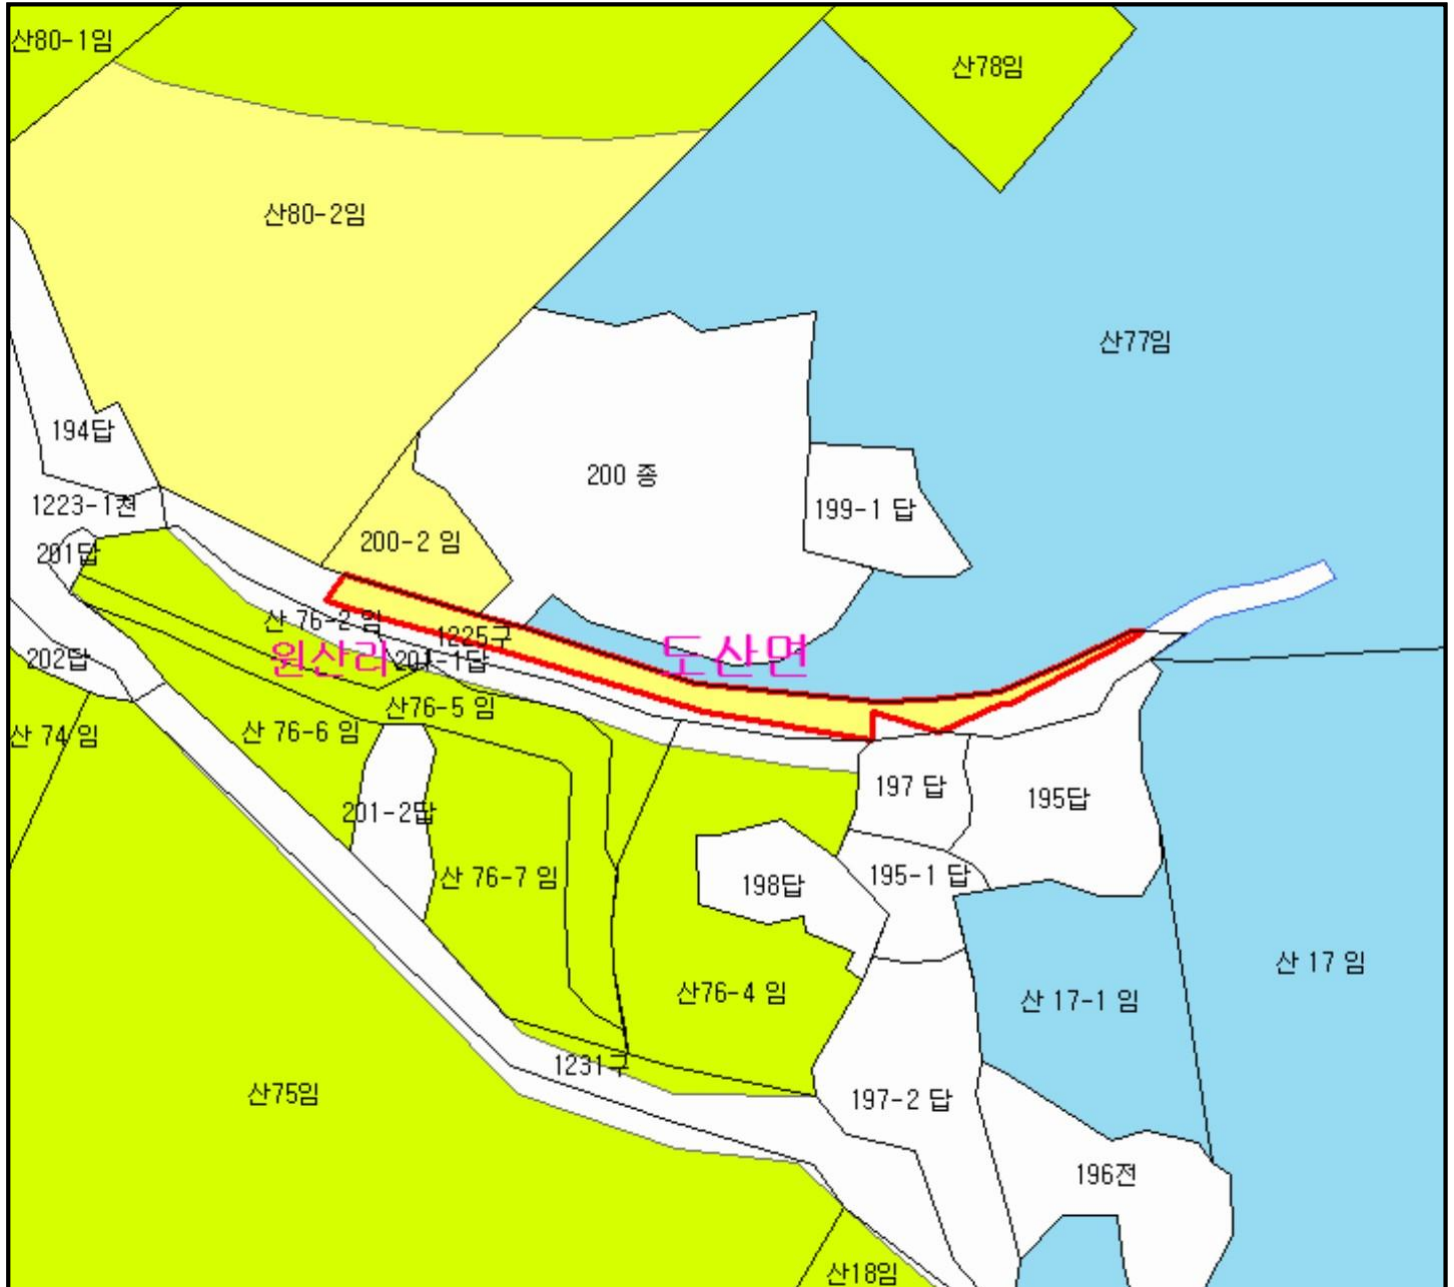 산80-1임
산78임
산80-2임
산77임
194답
200 종
1223-1천
199-1 답
200-2 임
201답
산 76-2 임
1225구
원산리
201-1답
도산면
202답
산76-5 임
산 74 임
산 76-6 임
197 답
195답
201-2답
산 76-7 임
198답
195-1 답
산 17 임
산76-4 임
산 17-1 임
1231구
산75임
197-2 답
196전
산18임